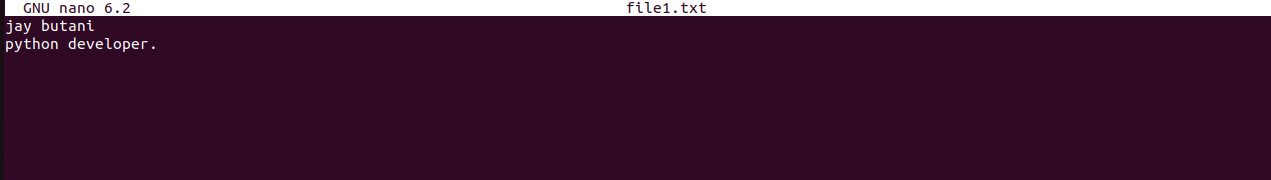 GNU nano 6.2 file1.txt
jay butani
python developer.